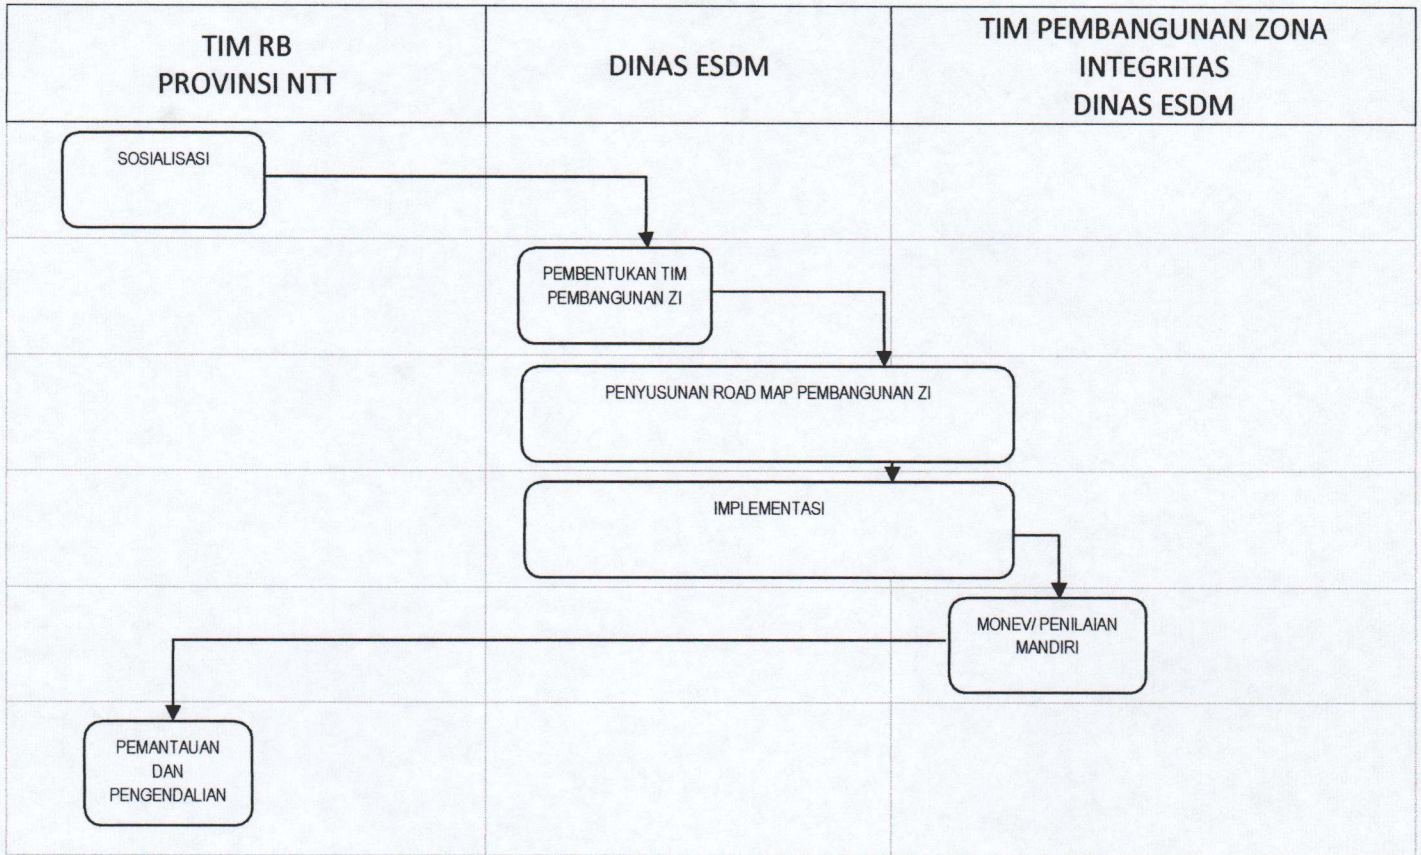 TIM RB
PROVINSI NTT
DINAS ESDM
TIM PEMBANGUNAN ZONA
INTEGRITAS
DINAS ESDM
SOSIALISASI
PEMBENTUKAN TIM
PEMBANGUNAN ZI
PENYUSUNAN ROAD MAP PEMBANGUNAN ZI
IMPLEMENTASI
MONEV/ PENILAIAN
MANDIRI
PEMANTAUAN
DAN
PENGENDALIAN